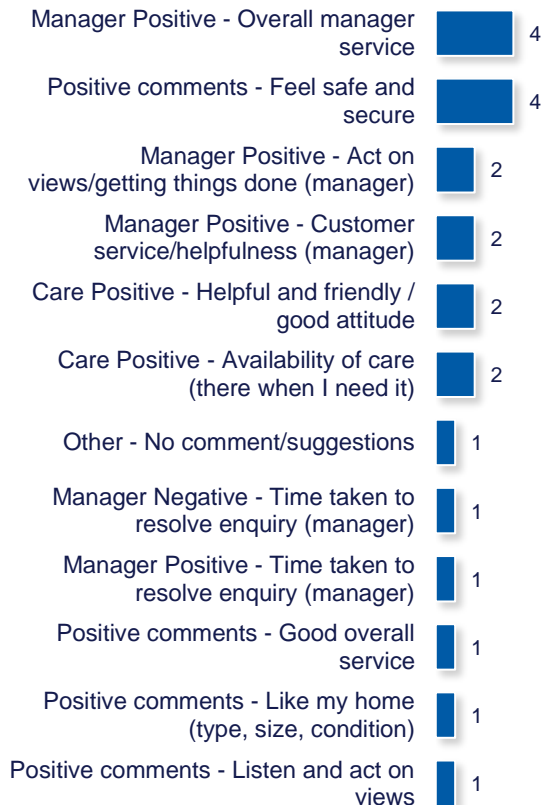 Manager Positive - Overall manager
service
4
Positive comments - Feel safe and
secure
4
Manager Positive - Act on
views/getting things done (manager)
2
Manager Positive - Customer
service/helpfulness (manager)
2
Care Positive - Helpful and friendly /
good attitude
2
Care Positive - Availability of care
(there when I need it)
2
Other - No comment/suggestions
1
Manager Negative - Time taken to
resolve enquiry (manager)
1
Manager Positive - Time taken to
resolve enquiry (manager)
1
Positive comments - Good overall
service
1
Positive comments - Like my home
(type, size, condition)
1
Positive comments - Listen and act on
views
1